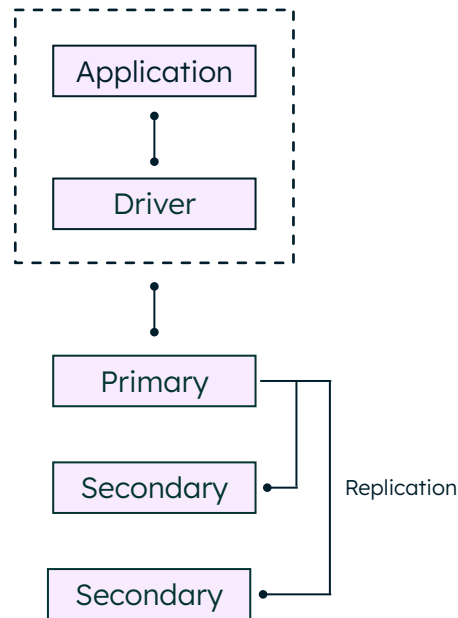 Application
Driver
Primary
Secondary
Replication
Secondary